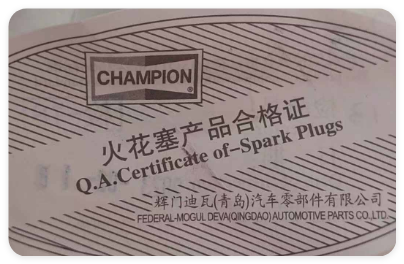 CHAMPION
火花塞产品合格证
Q.A.Certificate of-Spark Plugs
辉门迪瓦(青岛)汽车零部件有限公司
FEDERAL-MOGUL DEVA(QINGDAO) AUTOMOTIVE PARTS CO.,LTD.